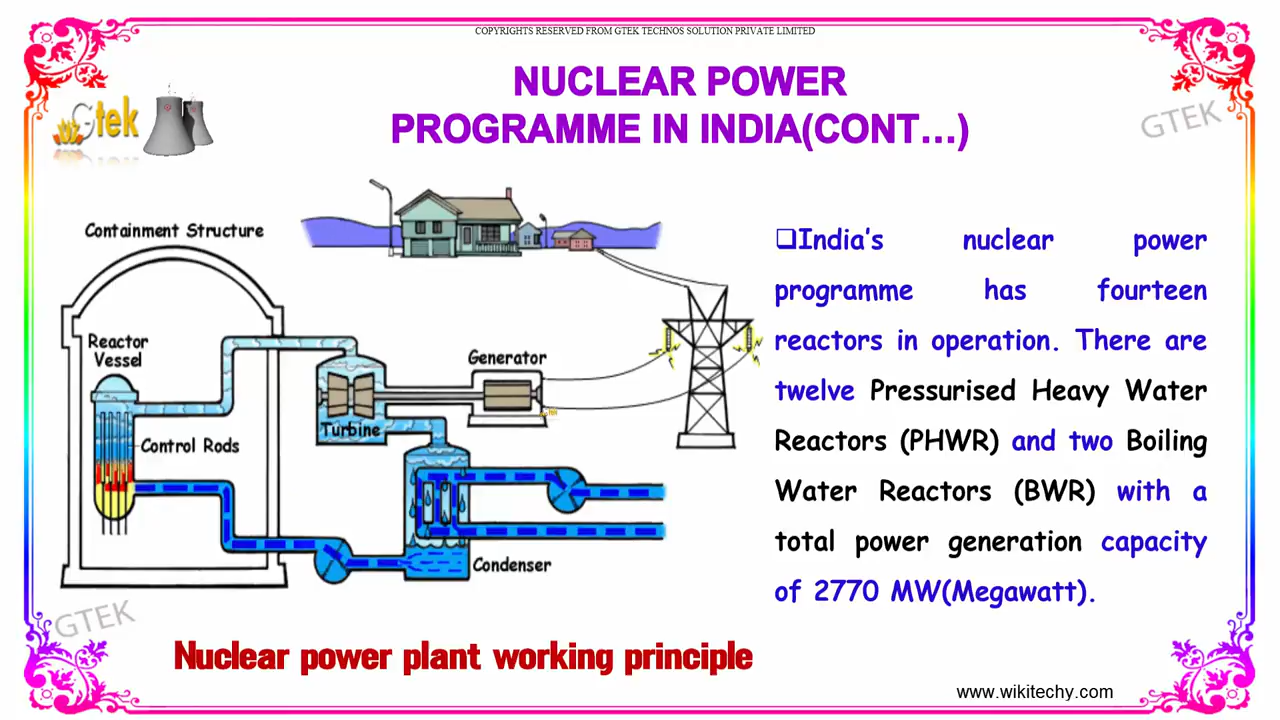 COPYRIGHTS RESERVED FROM GTEK TECHNOS SOLUTION PRIVATE LIMITED
NUCLEAR POWER
PROGRAMME IN INDIA(CONT...)
Gtek
GTEK
Containment Structure
Reactor
Vessel
Control Rods
Turbine
Generator
Condenser
❑India's nuclear power
programme has fourteen
reactors in operation. There are
twelve Pressurised Heavy Water
Reactors (PHWR) and two Boiling
Water Reactors (BWR) with a
total power generation capacity
of 2770 MW(Megawatt).
GTEK
Nuclear power plant working principle
www.wikitechy.com